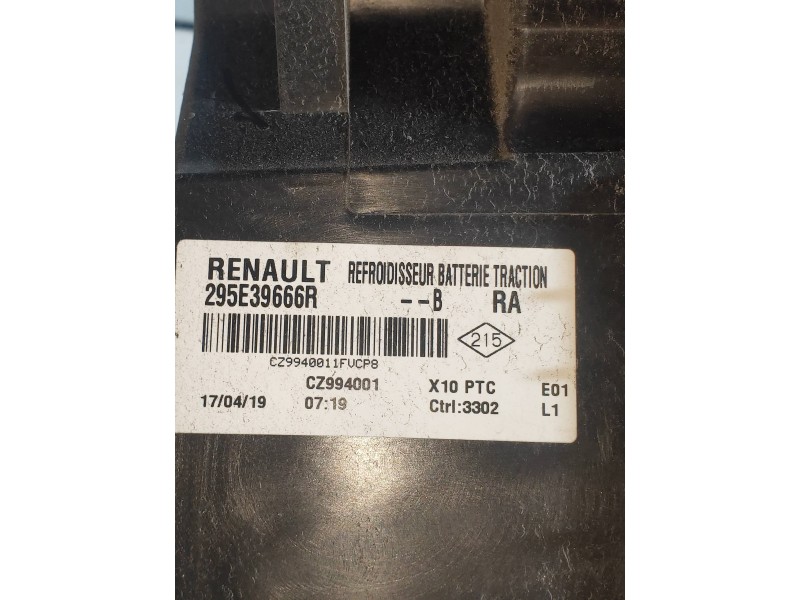 RENAULT REFROIDISSEUR BATTERIE TRACTION
295E39666R --B RA
215
CZ9940011FVCP8
CZ994001 X10 PTC E01
17/04/19 07:19 Ctrl:3302 L1